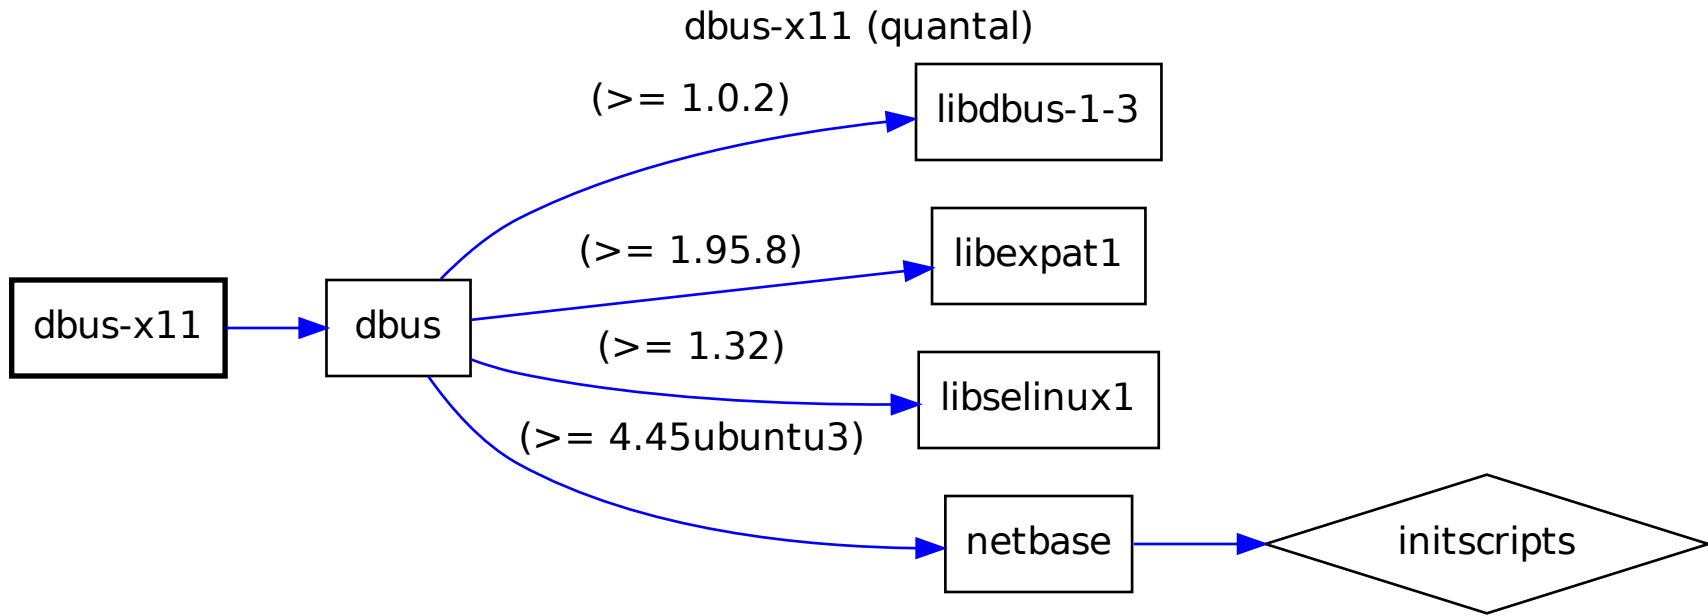 dbus-x11 (quantal)
(>= 1.0.2)
libdbus-1-3
(>= 1.95.8)
libexpat1
dbus-x11
dbus
(>= 1.32)
libselinux1
(>= 4.45ubuntu3)
netbase
initscripts